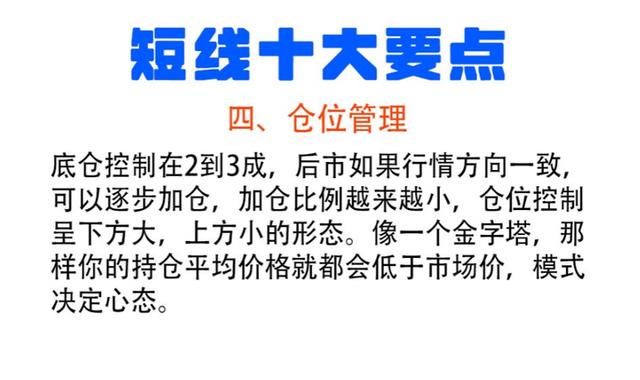 短线十大要点
四、仓位管理
底仓控制在2到3成，后市如果行情方向一致，
可以逐步加仓，加仓比例越来越小，仓位控制
呈下方大，上方小的形态。像一个金字塔，那
样你的持仓平均价格就都会低于市场价，模式
决定心态。